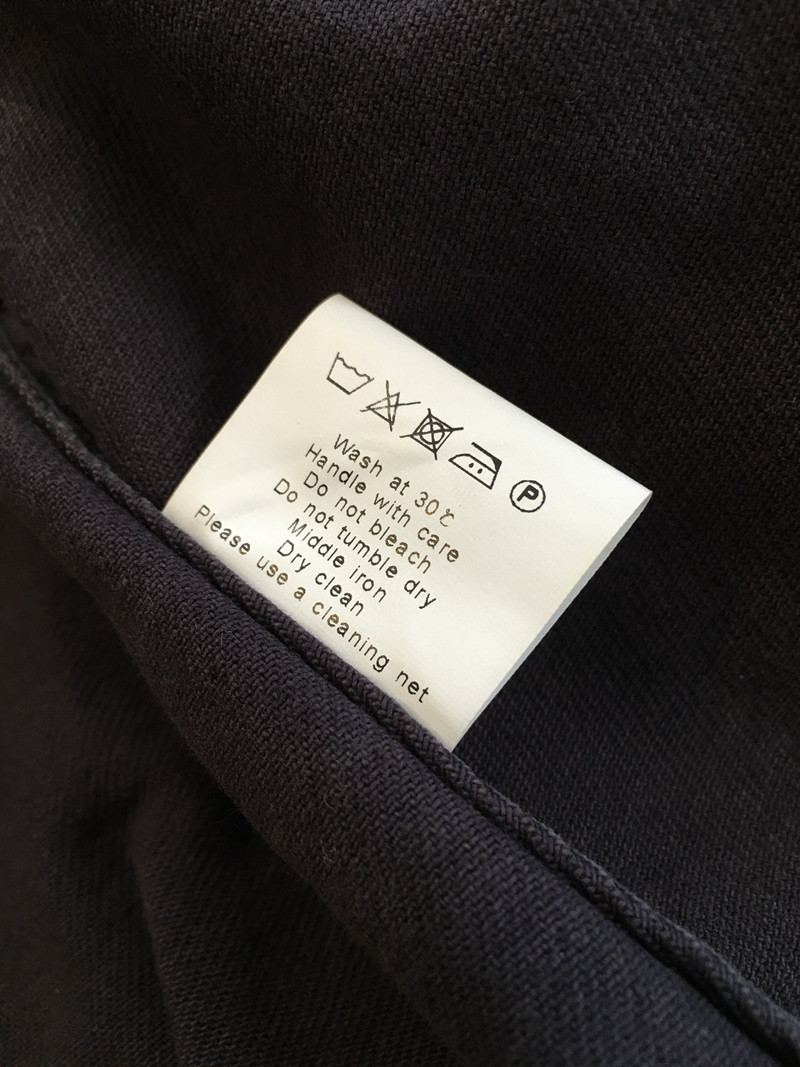 P
Wash at 30℃
Handle with care
Do not bleach
Do not tumble dry
Middle iron
Dry clean
Please use a cleaning net